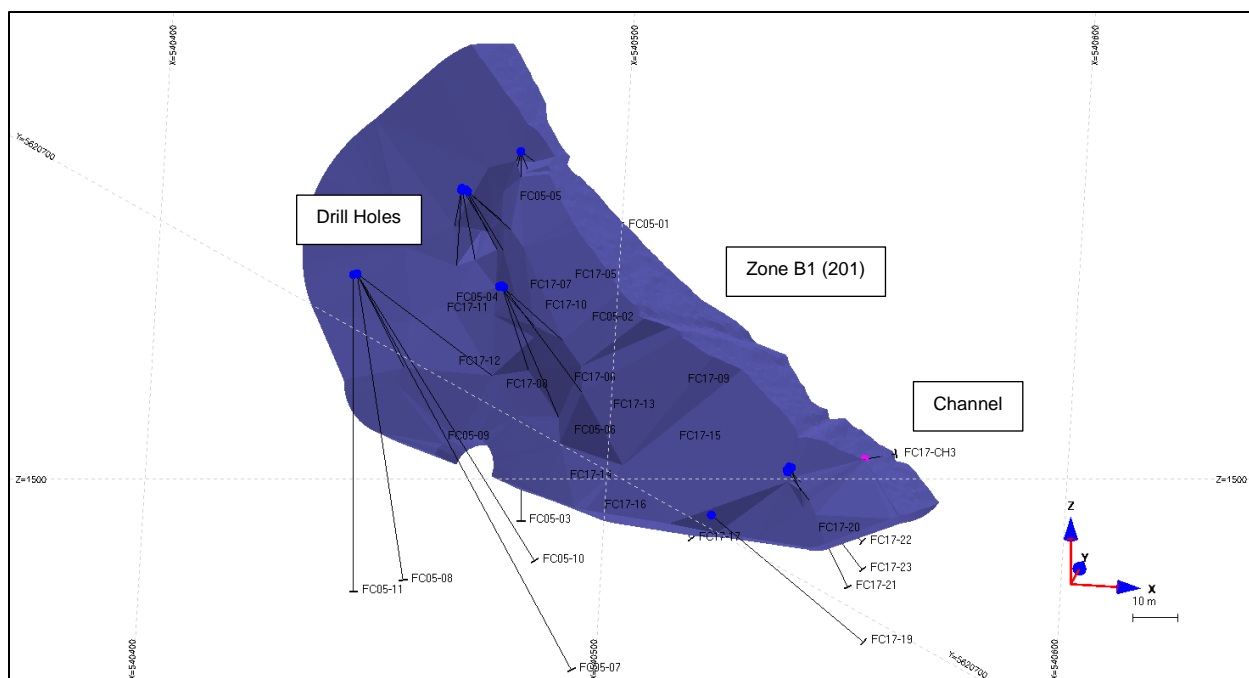 X=540400
X=540500
X=540600
Y=5620700
FC05-05
Drill Holes
FC05-01
Zone B1 (201)
FC17-05
FC17-07
FC05-04
FC17-10
FC17-11
FC05-02
FC17-12
FC17-08
FC17-06
FC17-09
FC17-13
Channel
FC05-06
FC17-15
FC05-09
FC17-CH3
FC17-14
Z=1500
Z=1500
FC17-16
FC05-03
FC17-20
FC17-17
FC17-22
FC05-10
FC17-23
FC05-08
FC17-21
FC05-11
Z
Y
X
10 m
FC17-19
FC05-07
X=540400
X=540500
X=540600
Y=5620700